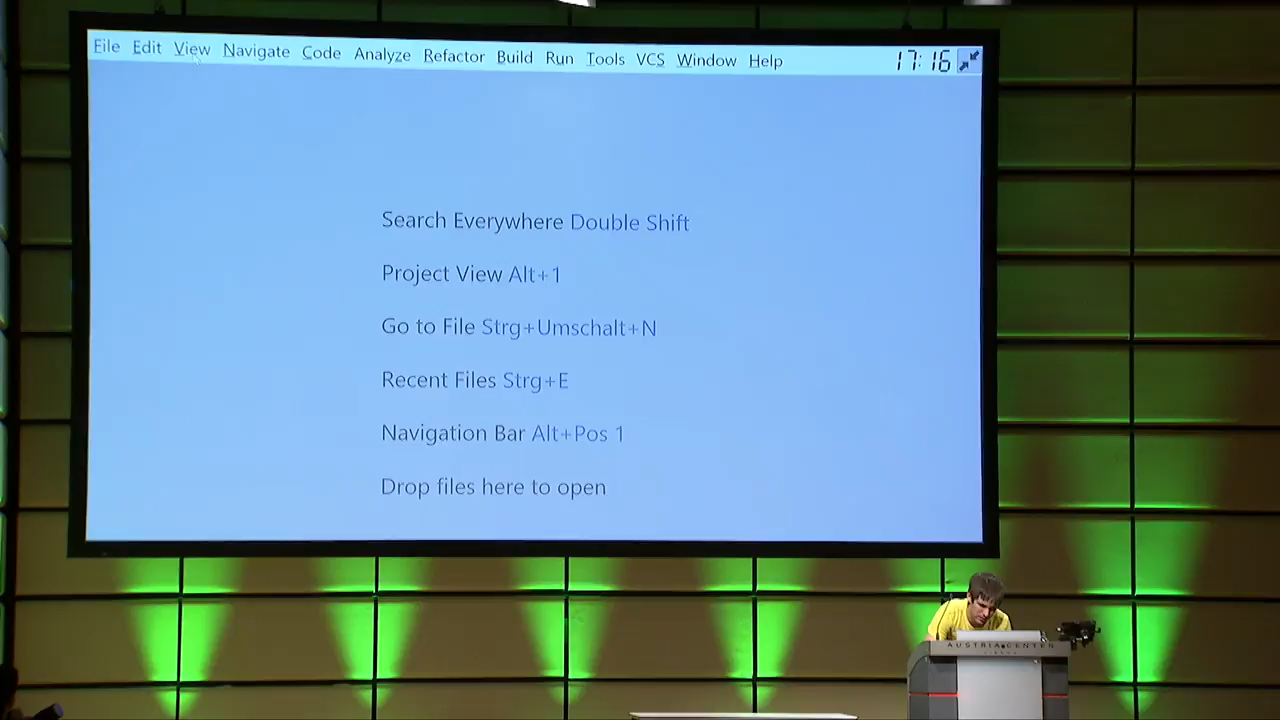 File Edit View Navigate Code Analyze Refactor Build Run Tools VCS Window Help 17:16
Search Everywhere Double Shift
Project View Alt+1
Go to File Strg+Umschalt+N
Recent Files Strg+E
Navigation Bar Alt+Pos 1
Drop files here to open
AUSTRIA CENTER